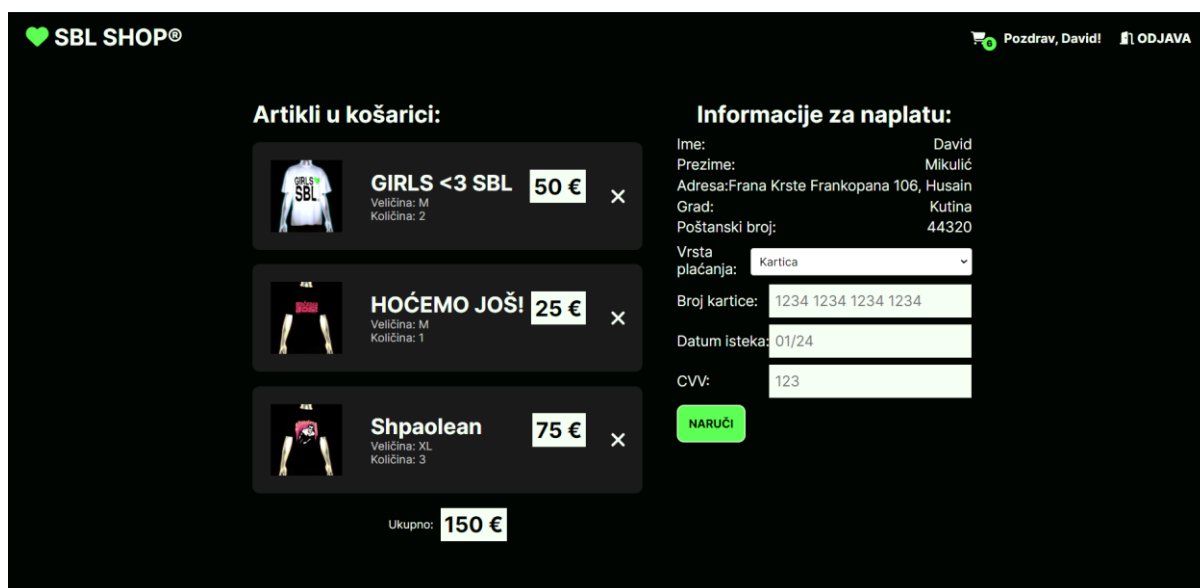 SBL SHOP®
6
Pozdrav, David!
ODJAVA
Artikli u košarici:
GIRLS
SBL
GIRLS <3 SBL
Veličina: M
Količina: 2
50 €
HOĆEMO JOŠ!
Veličina: M
Količina: 1
25 €
Shpaolean
Veličina: XL
Količina: 3
75 €
Ukupno: 150 €
Informacije za naplatu:
Ime: David
Prezime: Mikulić
Adresa:Frana Krste Frankopana 106, Husain
Grad: Kutina
Poštanski broj: 44320
Vrsta
plaćanja: Kartica
Broj kartice: 1234 1234 1234 1234
Datum isteka: 01/24
CVV: 123
NARUČI